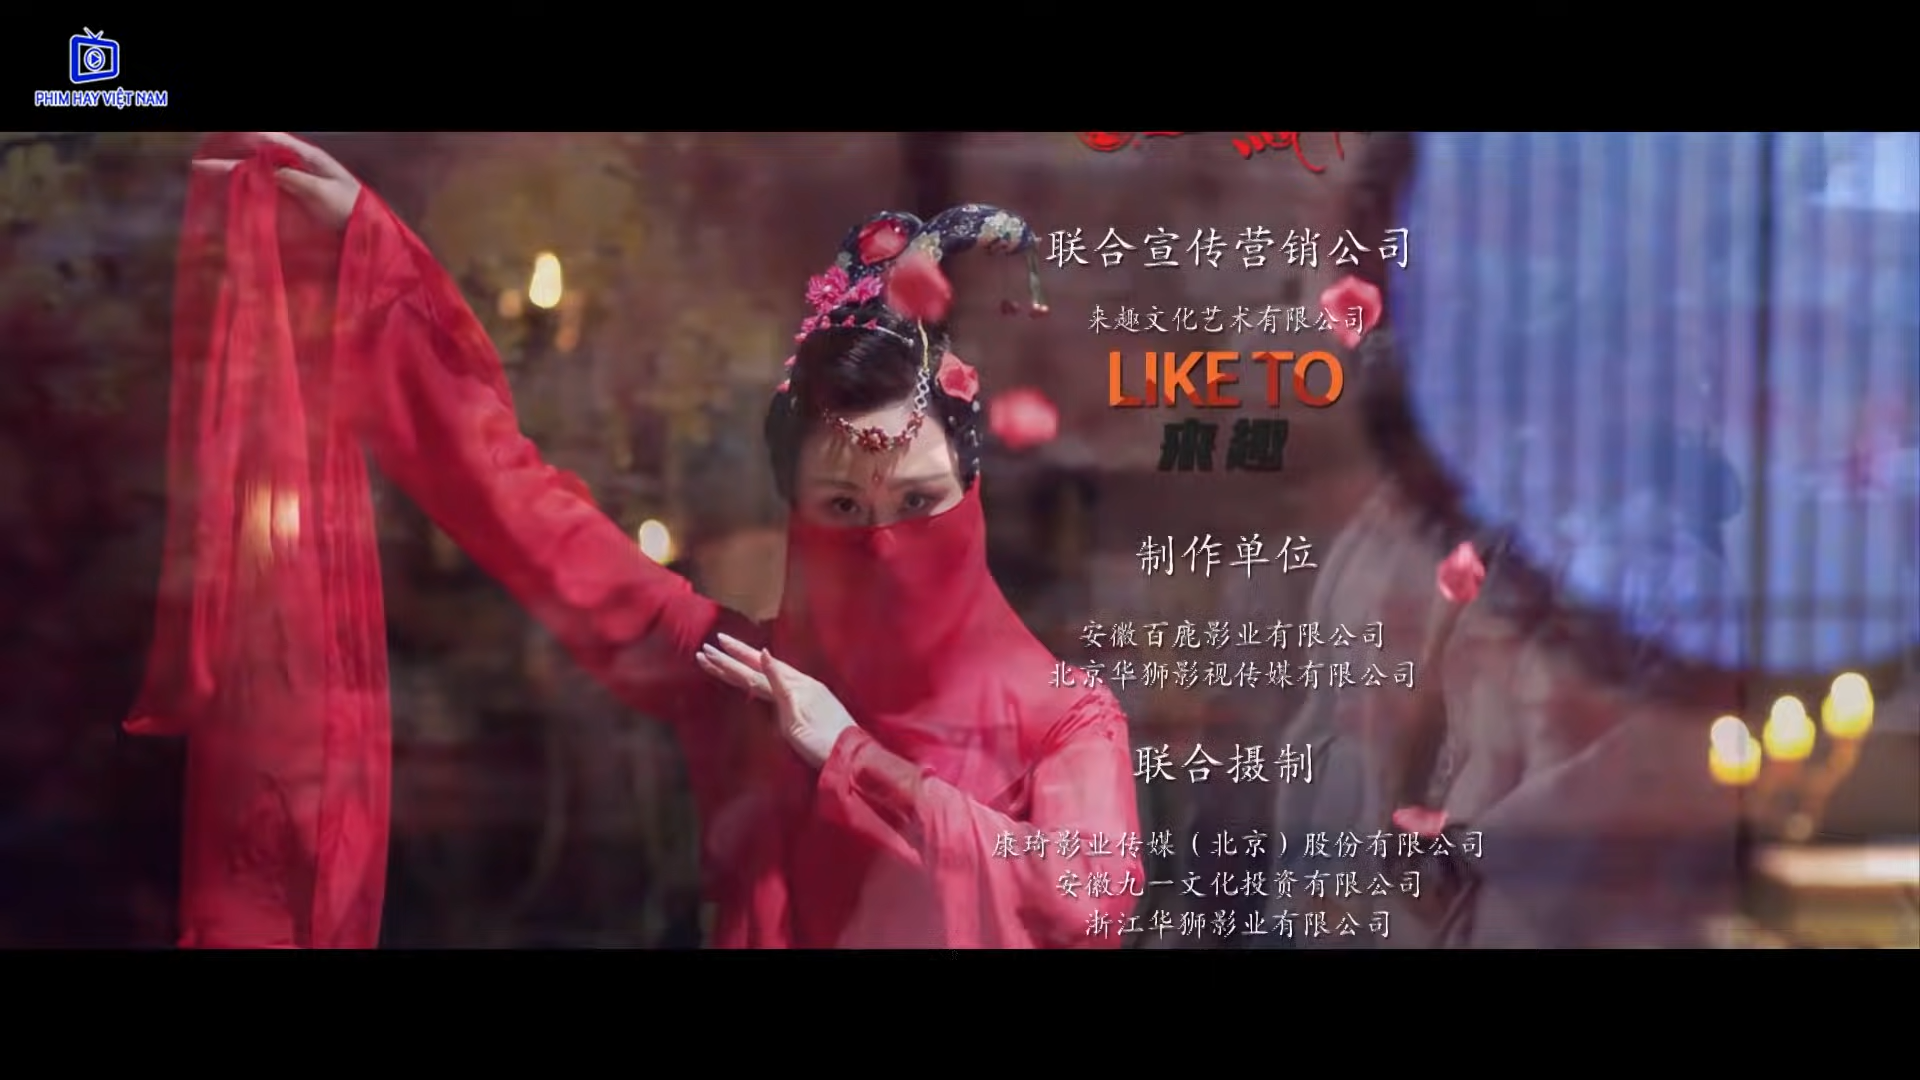 PHIM HAY VIỆT NAM
联合宣传营销公司
来趣文化艺术有限公司
LIKE TO
来趣
制作单位
安徽百鹿影业有限公司
北京华狮影视传媒有限公司
联合摄制
康琦影业传媒（北京）股份有限公司
安徽九一文化投资有限公司
浙江华狮影业有限公司